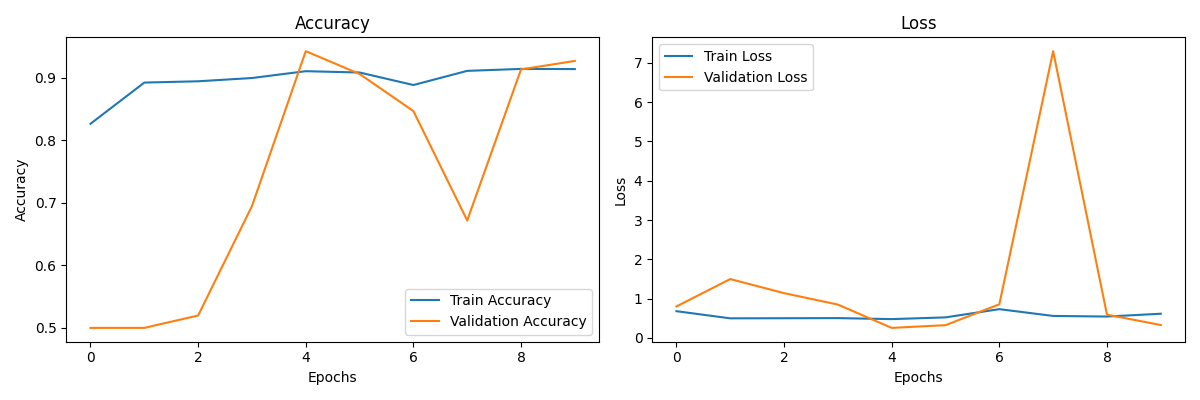 Accuracy
0.9
0.8
0.7
0.6
0.5
Accuracy
Train Accuracy
Validation Accuracy
0 2 4 6 8
Epochs
Loss
Train Loss
Validation Loss
7
6
5
4
3
2
1
0
Loss
0 2 4 6 8
Epochs